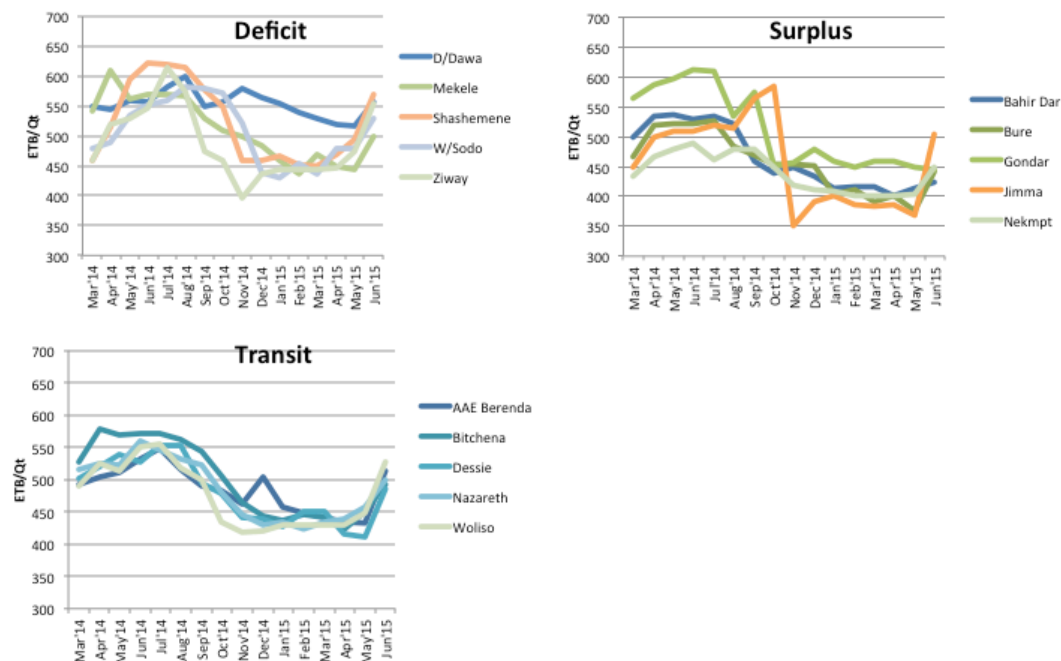 Deficit
700
650
600
550
500
450
400
350
300
ETB/Qt
Mar'14
Apr'14
May'14
Jun'14
Jul'14
Aug'14
Sep'14
Oct'14
Nov'14
Dec'14
Jan'15
Feb'15
Mar'15
Apr'15
May'15
Jun'15
D/Dawa
Mekele
Shashemene
W/Sodo
Ziway
Surplus
700
650
600
550
500
450
400
350
300
ETB/Qt
Mar'14
Apr'14
May'14
Jun'14
Jul'14
Aug'14
Sep'14
Oct'14
Nov'14
Dec'14
Jan'15
Feb'15
Mar'15
Apr'15
May'15
Jun'15
Bahir Dar
Bure
Gondar
Jimma
Nekmpt
Transit
700
650
600
550
500
450
400
350
300
ETB/Qt
Mar'14
Apr'14
May'14
Jun'14
Jul'14
Aug'14
Sep'14
Oct'14
Nov'14
Dec'14
Jan'15
Feb'15
Mar'15
Apr'15
May'15
Jun'15
AAE Berenda
Bitchena
Dessie
Nazareth
Woliso